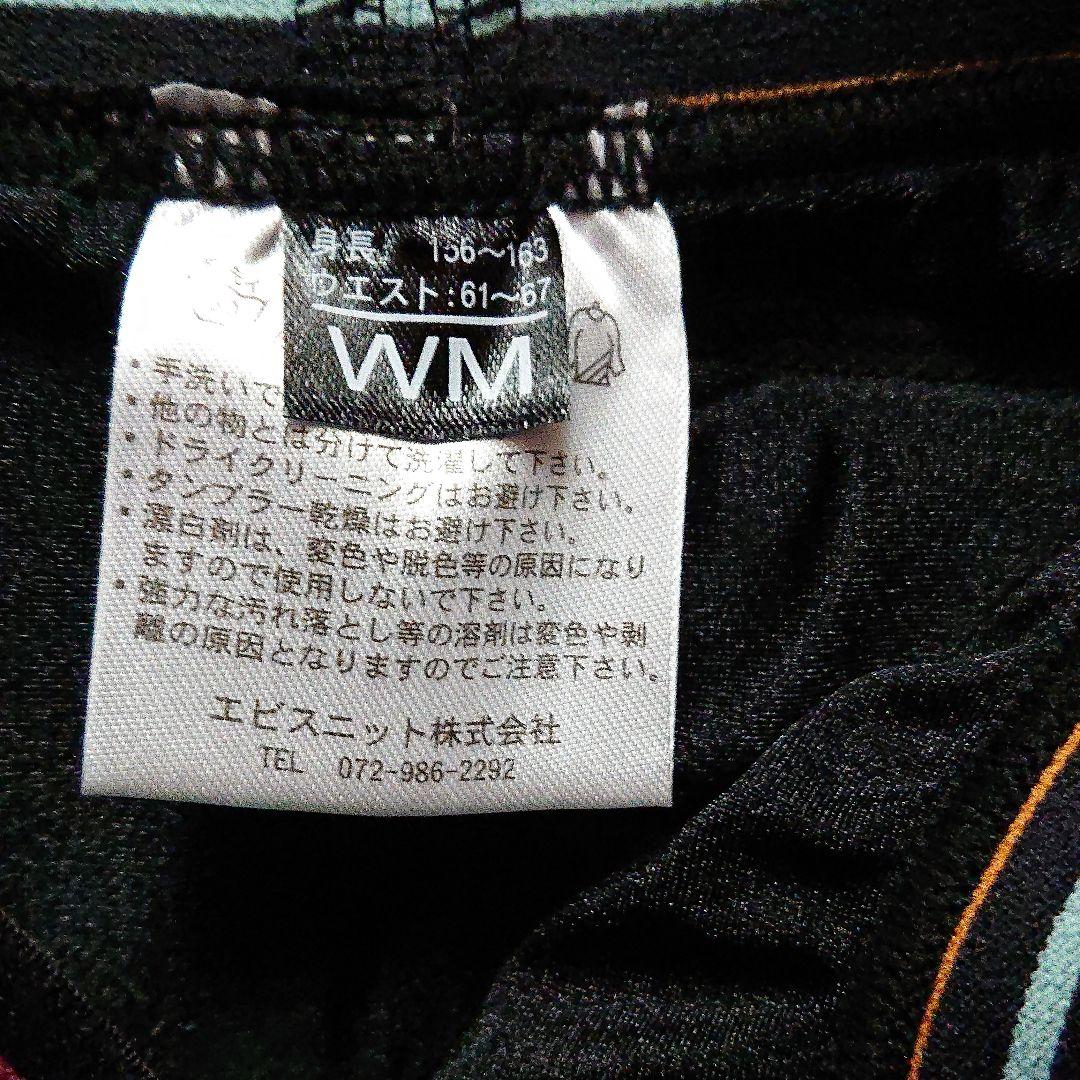 身長: 156〜163
ウエスト:61〜67
WM
・手洗いで
・他の物とは分けて洗濯して下さい。
・ドライクリーニングはお避け下さい。
・タンブラー乾燥はお避け下さい。
・漂白剤は、変色や脱色等の原因になり
ますので使用しないで下さい。
・強力な汚れ落とし等の溶剤は変色や剥
離の原因となりますのでご注意下さい。
エビスニット株式会社
TEL 072-986-2292